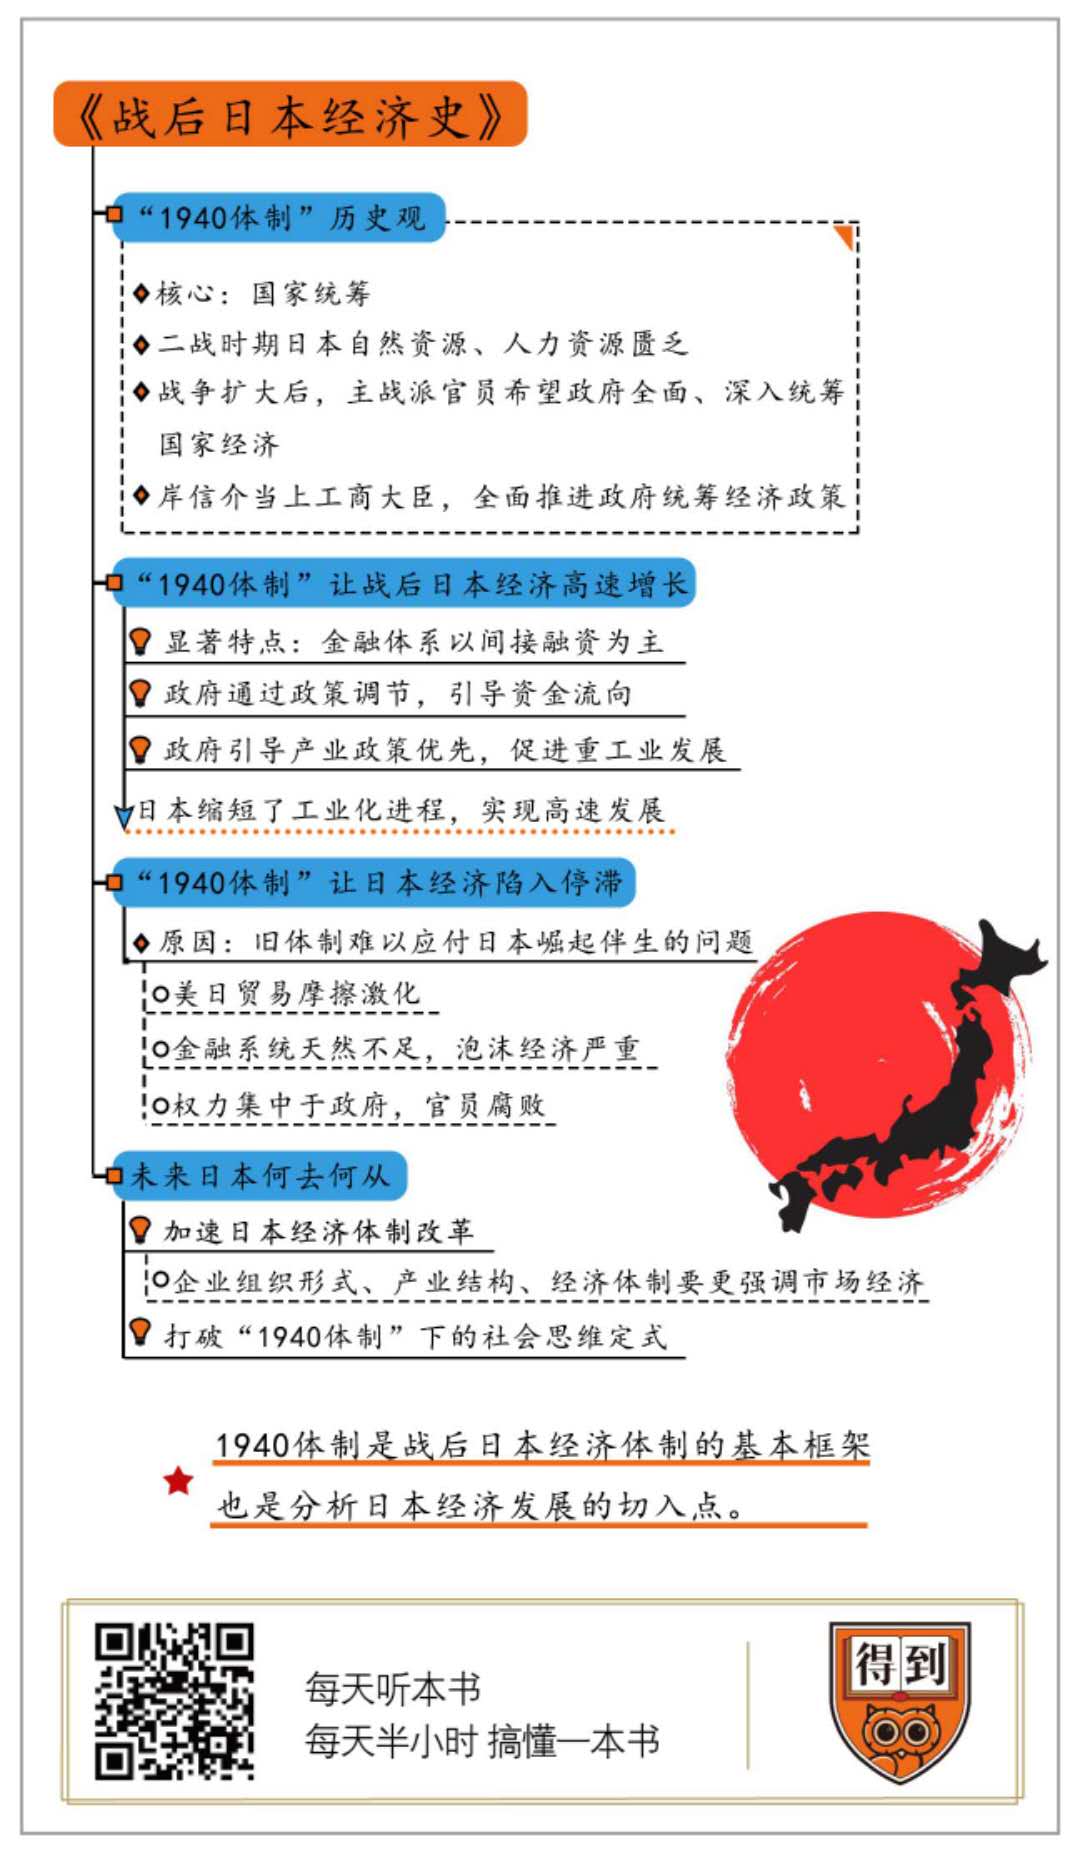 《战后日本经济史》
“1940体制”历史观
核心：国家统筹
二战时期日本自然资源、人力资源匮乏
战争扩大后，主战派官员希望政府全面、深入统筹
国家经济
岸信介当上工商大臣，全面推进政府统筹经济政策
“1940体制”让战后日本经济高速增长
显著特点：金融体系以间接融资为主
政府通过政策调节，引导资金流向
政府引导产业政策优先，促进重工业发展
日本缩短了工业化进程，实现高速发展
“1940体制”让日本经济陷入停滞
原因：旧体制难以应付日本崛起伴生的问题
美日贸易摩擦激化
金融系统天然不足，泡沫经济严重
权力集中于政府，官员腐败
未来日本何去何从
加速日本经济体制改革
企业组织形式、产业结构、经济体制要更强调市场经济
打破“1940体制”下的社会思维定式
1940体制是战后日本经济体制的基本框架
也是分析日本经济发展的切入点。
每天听本书
每天半小时 搞懂一本书
得到